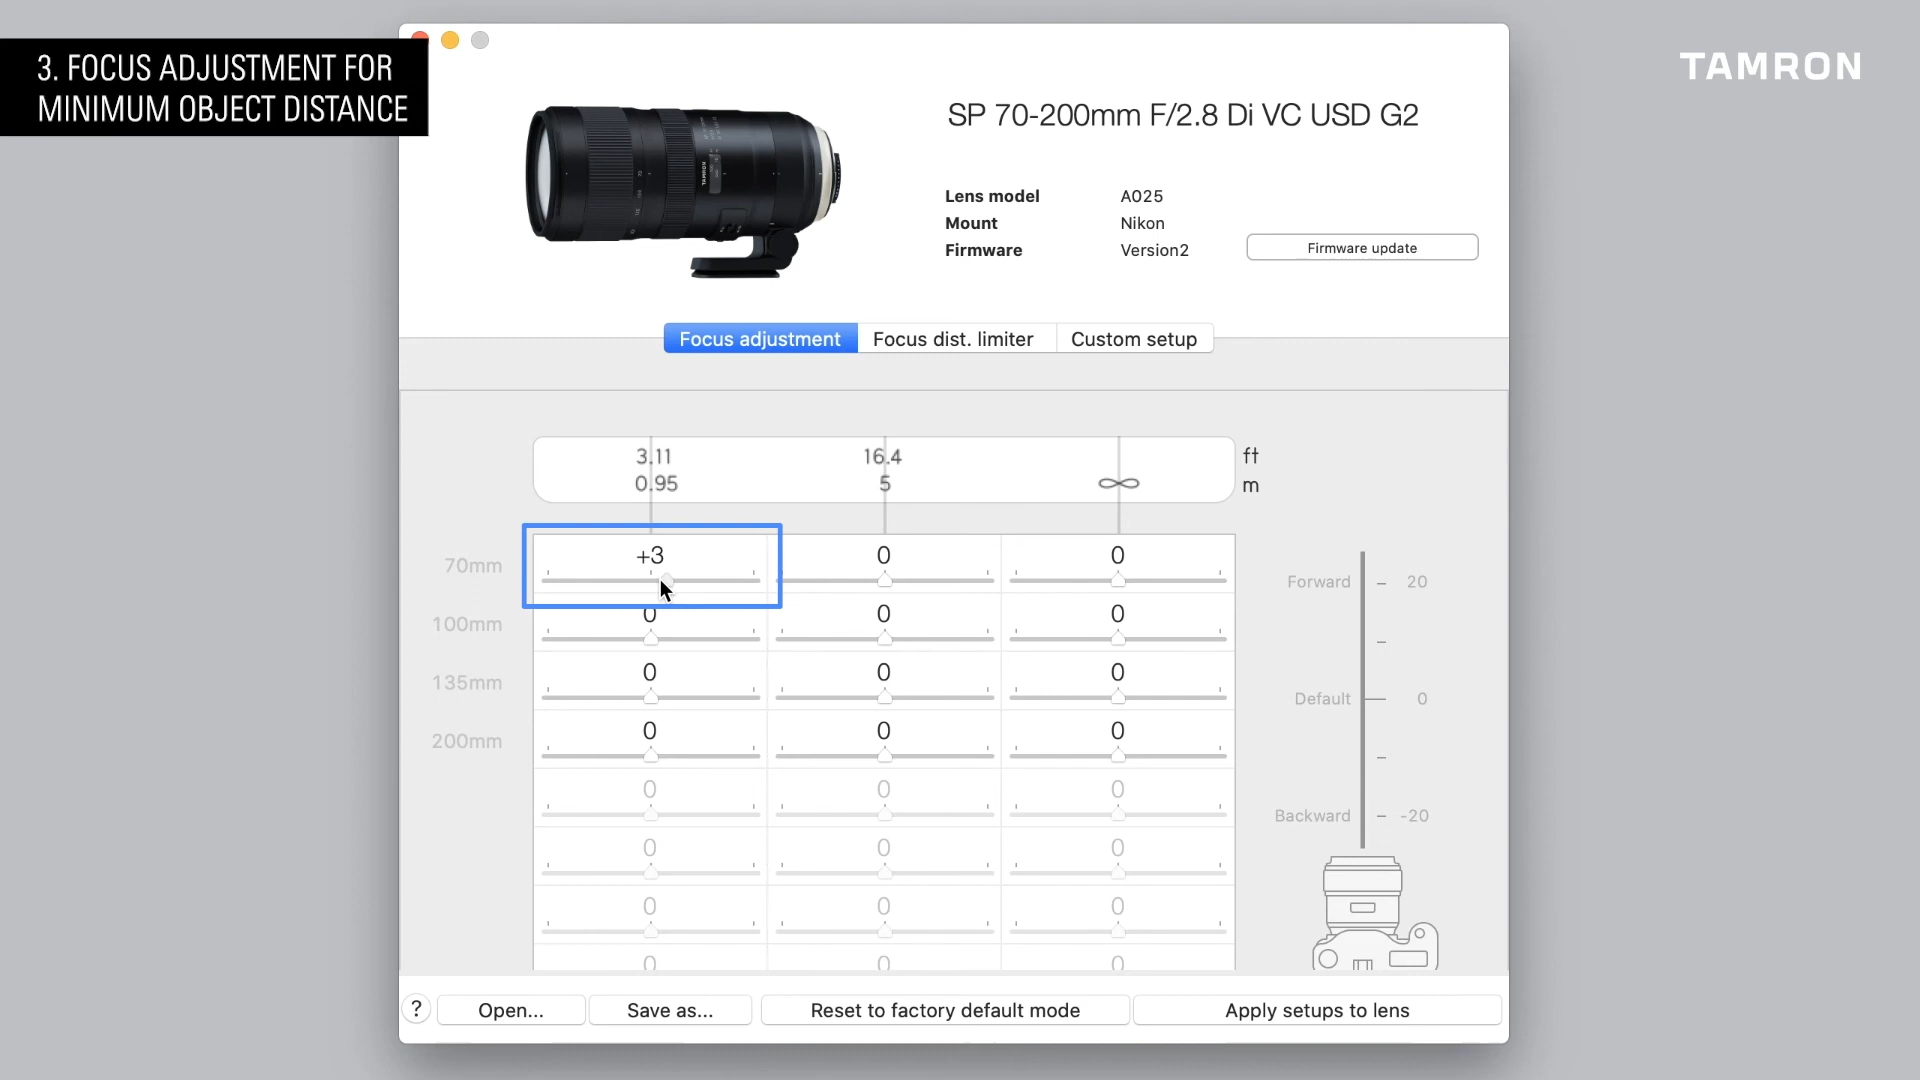 3. FOCUS ADJUSTMENT FOR
MINIMUM OBJECT DISTANCE
TAMRON
SP 70-200mm F/2.8 Di VC USD G2
Lens model A025
Mount Nikon
Firmware Version2
Firmware update
Focus adjustment Focus dist. limiter Custom setup
3.11 16.4 ft
0.95 5 ∞ m
70mm +3 0 0
100mm 0 0 0
135mm 0 0 0
200mm 0 0 0
0 0 0
0 0 0
0 0 0
0 0 0
Forward 20
Default 0
Backward -20
? Open... Save as... Reset to factory default mode Apply setups to lens